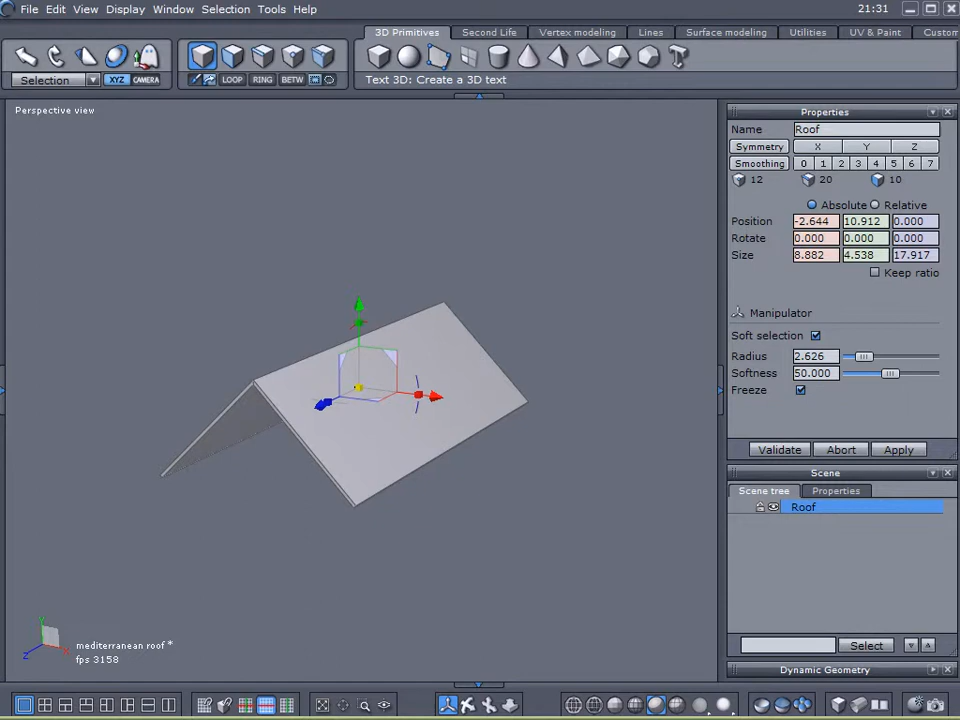 File Edit View Display Window Selection Tools Help 21:31
3D Primitives Second Life Vertex modeling Lines Surface modeling Utilities UV & Paint Custom
Selection XYZ CAMERA LOOP RING BETW Text 3D: Create a 3D text
Perspective view
Properties
Name Roof
Symmetry X Y Z
Smoothing 0 1 2 3 4 5 6 7
12 20 10
Absolute Relative
Position -2.644 10.912 0.000
Rotate 0.000 0.000 0.000
Size 8.882 4.538 17.917
Keep ratio
Manipulator
Soft selection
Radius 2.626
Softness 50.000
Freeze
Validate Abort Apply
Scene
Scene tree Properties
Roof
Y
Z X
mediterranean roof *
fps 3158
Select
Dynamic Geometry